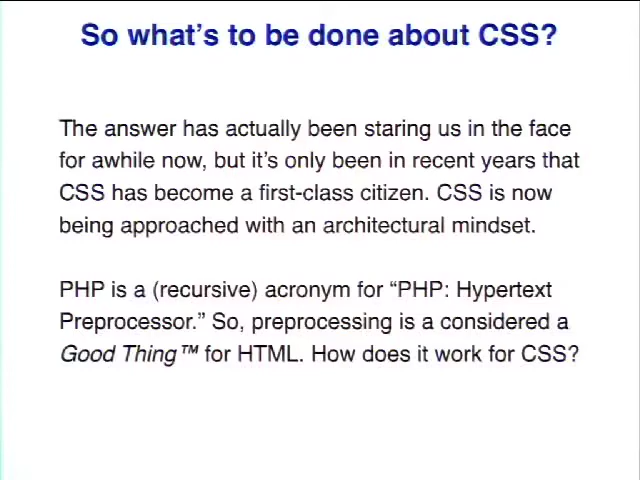 So what's to be done about CSS?
The answer has actually been staring us in the face
for awhile now, but it's only been in recent years that
CSS has become a first-class citizen. CSS is now
being approached with an architectural mindset.
PHP is a (recursive) acronym for “PHP: Hypertext
Preprocessor.” So, preprocessing is a considered a
Good Thing™ for HTML. How does it work for CSS?